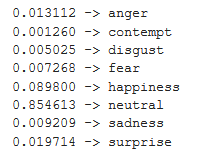 0.013112 -> anger
0.001260 -> contempt
0.005025 -> disgust
0.007268 -> fear
0.089800 -> happiness
0.854613 -> neutral
0.009209 -> sadness
0.019714 -> surprise